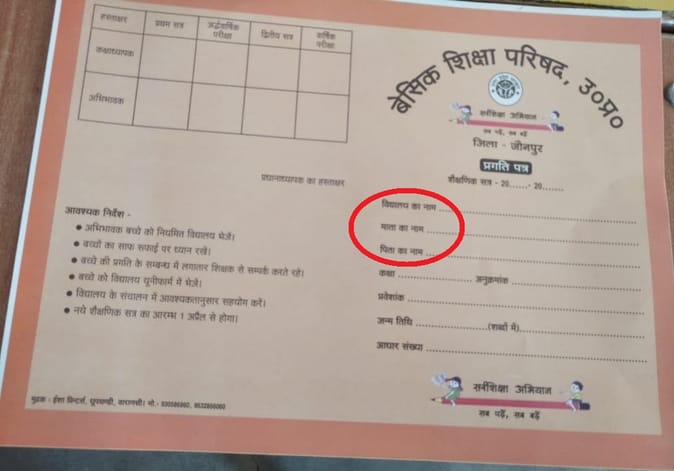 हस्ताक्षर प्रथम सत्र अर्द्धवार्षिक परीक्षा द्वितीय सत्र वार्षिक परीक्षा
कक्षाध्यापक
अभिभावक
प्रधानाध्यापक का हस्ताक्षर
आवश्यक निर्देश -
● अभिभावक बच्चे को नियमित विद्यालय भेजें।
● बच्चों का साफ सफाई पर ध्यान रखें।
● बच्चे की प्रगति के सम्बन्ध में लगातार शिक्षक से सम्पर्क करते रहे।
● बच्चे को विद्यालय यूनीफार्म में भेजें।
● विद्यालय के संचालन में आवश्यकतानुसार सहयोग करें।
● नये शैक्षणिक सत्र का आरम्भ 1 अप्रैल से होगा।
मुद्रक - ईशा प्रिन्टर्स, वाराणसी। मो.-
बेसिक शिक्षा परिषद, उ०प्र०
सर्वशिक्षा अभियान
सब पढ़ें, सब बढ़ें
जिला - जौनपुर
प्रगति पत्र
शैक्षणिक सत्र - 20......- 20......
विद्यालय का नाम ..........................................
माता का नाम ..........................................
पिता का नाम ..........................................
कक्षा .................... अनुक्रमांक ....................
प्रवेशांक ..........................................
जन्म तिथि ....................(शब्दों में)....................
आधार संख्या ..........................................
सर्वशिक्षा अभियान
सब पढ़ें, सब बढ़ें